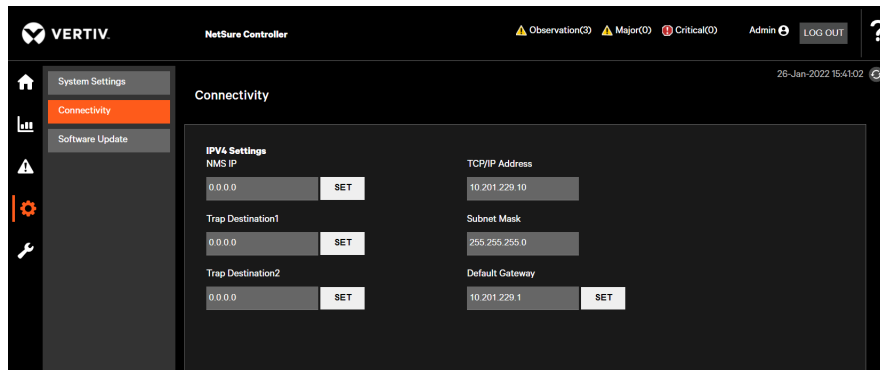 VERTIV.
NetSure Controller
Observation(3) Major(0) Critical(0)
Admin
LOG OUT
?
26-Jan-2022 15:41:02
System Settings
Connectivity
Software Update
Connectivity
IPV4 Settings
NMS IP
0.0.0.0 SET
TCP/IP Address
10.201.229.10
Trap Destination1
0.0.0.0 SET
Subnet Mask
255.255.255.0
Trap Destination2
0.0.0.0 SET
Default Gateway
10.201.229.1 SET